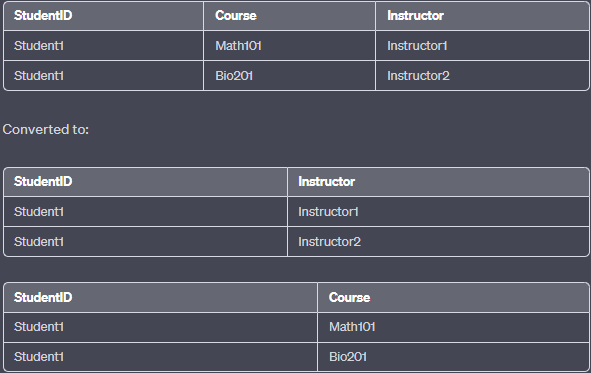 StudentID Course Instructor
Student1 Math101 Instructor1
Student1 Bio201 Instructor2
Converted to:
StudentID Instructor
Student1 Instructor1
Student1 Instructor2
StudentID Course
Student1 Math101
Student1 Bio201